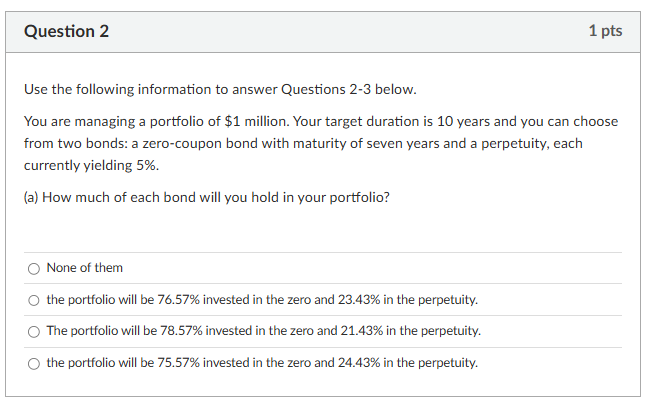 Question 2
1 pts
Use the following information to answer Questions 2-3 below.
You are managing a portfolio of $1 million. Your target duration is 10 years and you can choose
from two bonds: a zero-coupon bond with maturity of seven years and a perpetuity, each
currently yielding 5%.
(a) How much of each bond will you hold in your portfolio?
None of them
the portfolio will be 76.57% invested in the zero and 23.43% in the perpetuity.
The portfolio will be 78.57% invested in the zero and 21.43% in the perpetuity.
the portfolio will be 75.57% invested in the zero and 24.43% in the perpetuity.